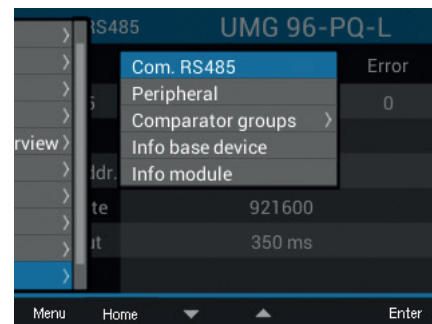 RS485 UMG 96-PQ-L
Com. RS485 Error
Peripheral
5 0
Comparator groups
rview Info base device
ddr. Info module
te 921600
ut 350 ms
Menu Home Enter